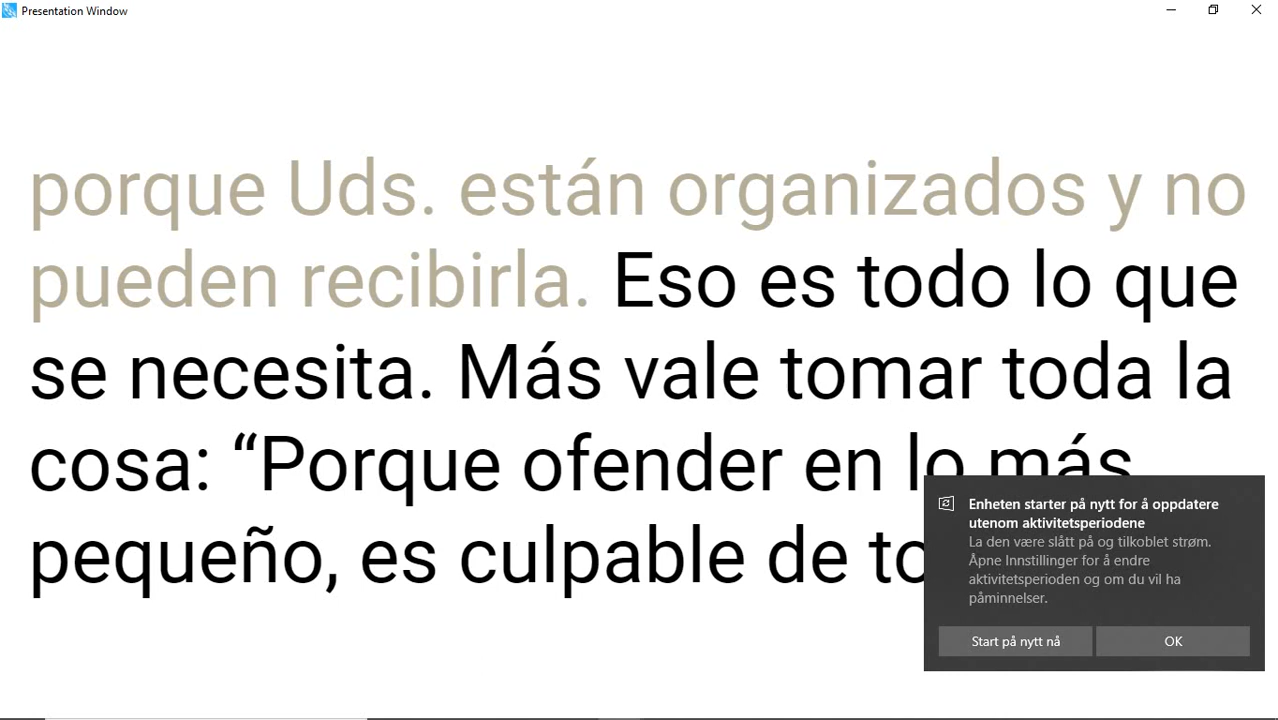 Presentation Window
porque Uds. están organizados y no
pueden recibirla. Eso es todo lo que
se necesita. Más vale tomar toda la
cosa: “Porque ofender en lo más
pequeño, es culpable de
Enheten starter på nytt for å oppdatere
utenom aktivitetsperiodene
La den være slått på og tilkoblet strøm.
Åpne Innstillinger for å endre
aktivitetsperioden og om du vil ha
påminnelser.
Start på nytt nå
OK